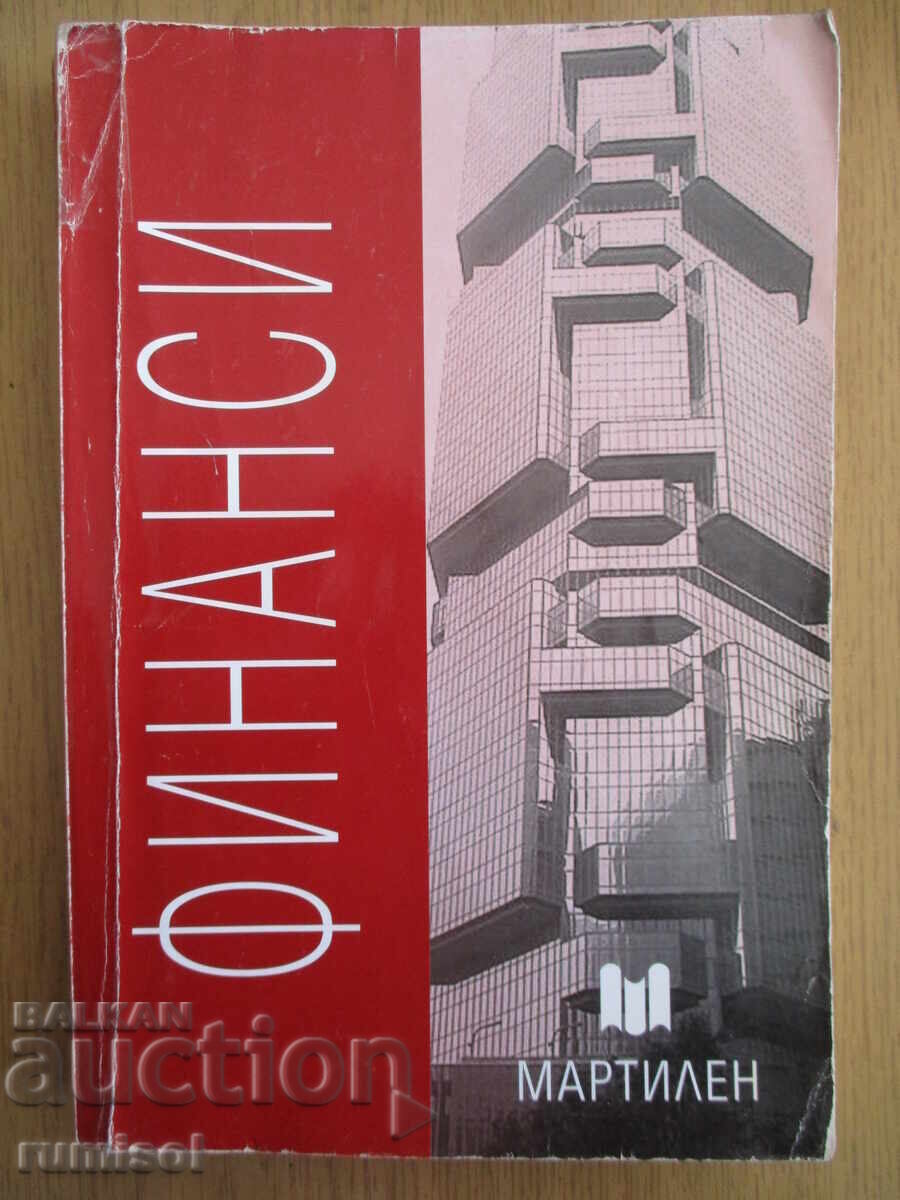 ФИНАНСИ
МАРТИЛЕН
BALKAN
auction
rumisol